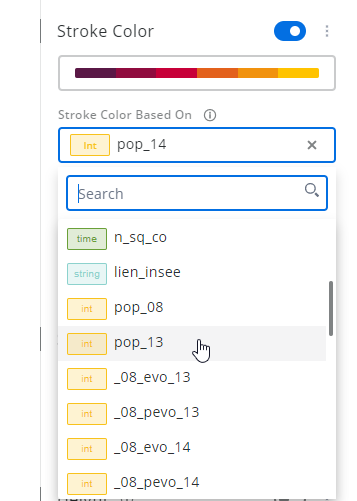 Stroke Color
Stroke Color Based On
Int pop_14
Search
time n_sq_co
string lien_insee
int pop_08
int pop_13
int _08_evo_13
int _08_pevo_13
int _08_evo_14
int _08_pevo_14